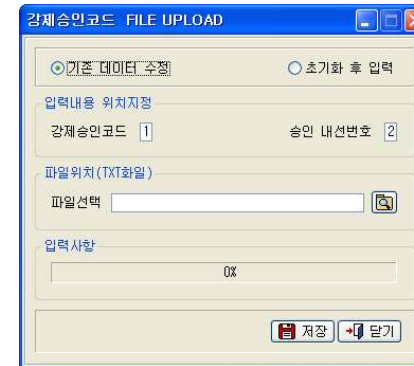 강제승인코드 FILE UPLOAD
기존 데이터 수정 초기화 후 입력
입력내용 위치지정
강제승인코드 1 승인 내선번호 2
파일위치(TXT화일)
파일선택
입력사항
0%
저장 닫기